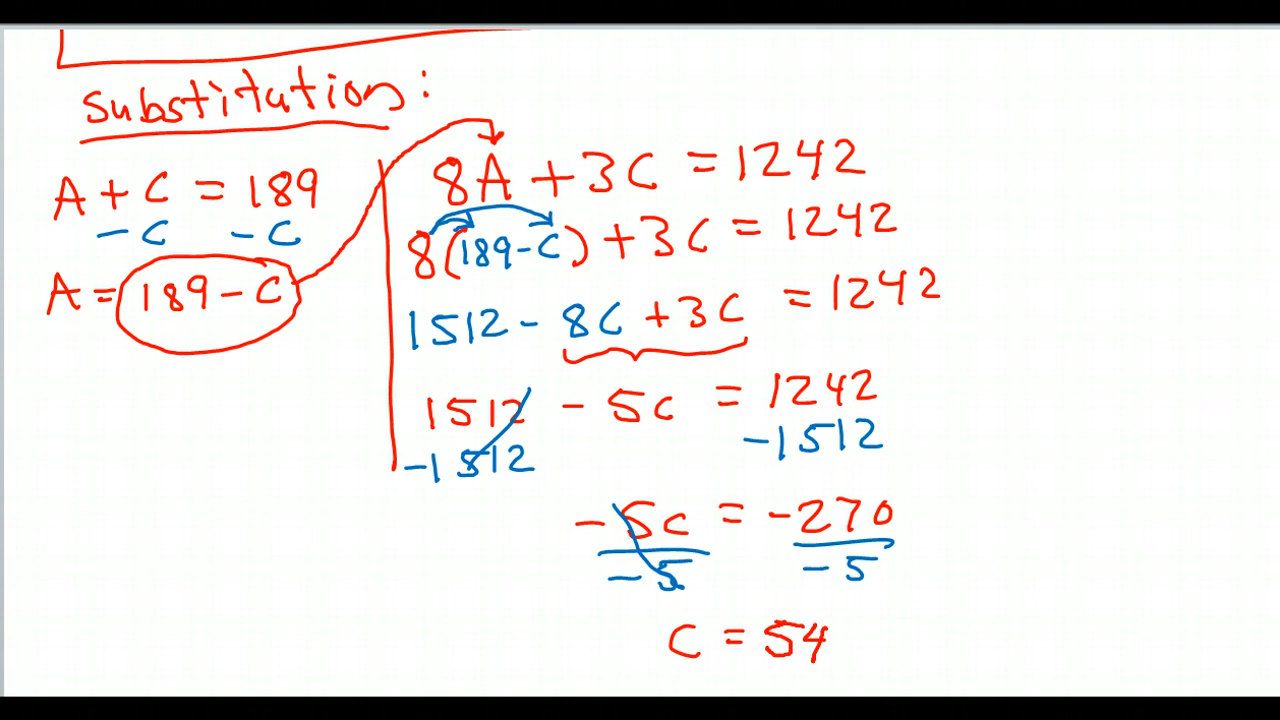 Substitution:
A + C = 189
- C - C
A = 189 - C
8A + 3C = 1242
8(189 - C) + 3C = 1242
1512 - 8C + 3C = 1242
1512 - 5C = 1242
-1512 -1512
-5C = -270
-5 -5
C = 54